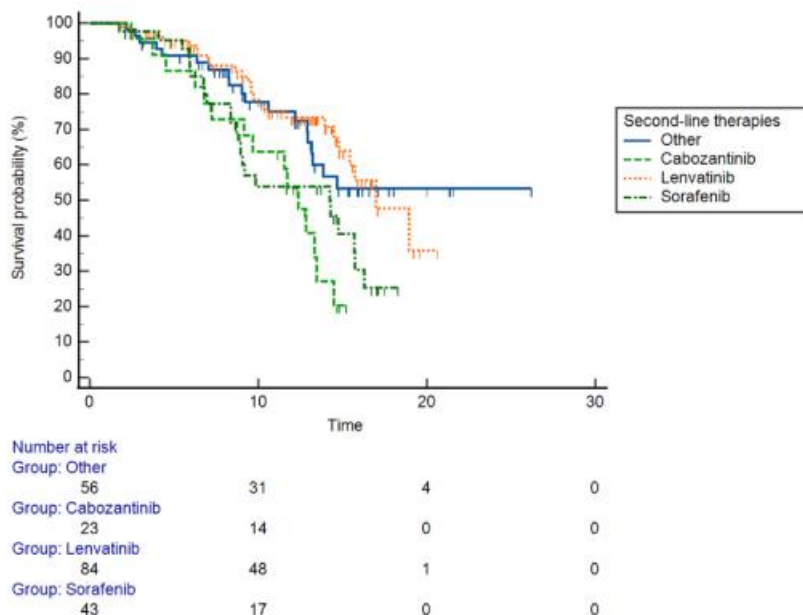 100
90
80
70
60
50
40
30
20
10
0
Survival probability (%)
0 10 20 30
Time
Second-line therapies
Other
Cabozantinib
Lenvatinib
Sorafenib
Number at risk
Group: Other
56 31 4 0
Group: Cabozantinib
23 14 0 0
Group: Lenvatinib
84 48 1 0
Group: Sorafenib
43 17 0 0